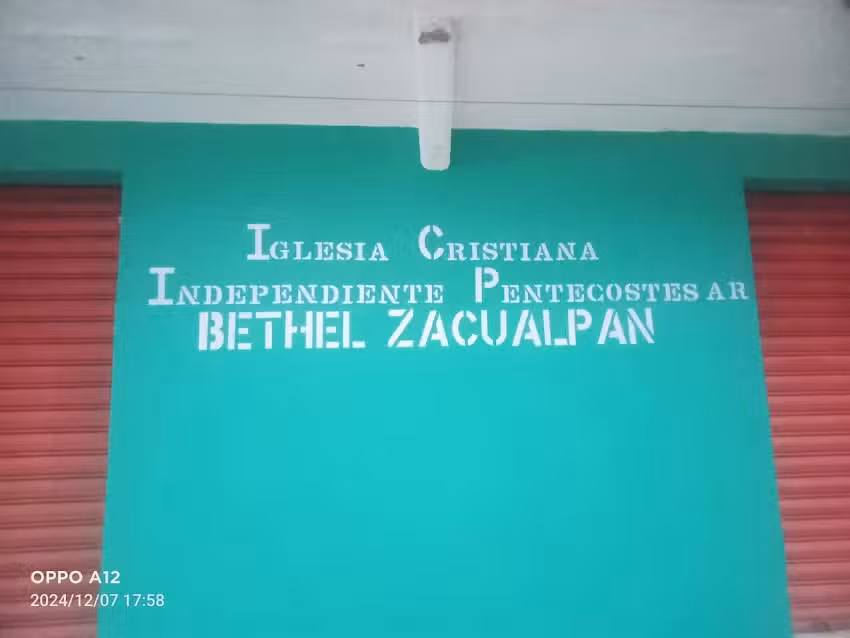 Iglesia Cristiana
Independiente Pentecostes AR
BETHEL ZACUALPAN
OPPO A12
2024/12/07 17:58